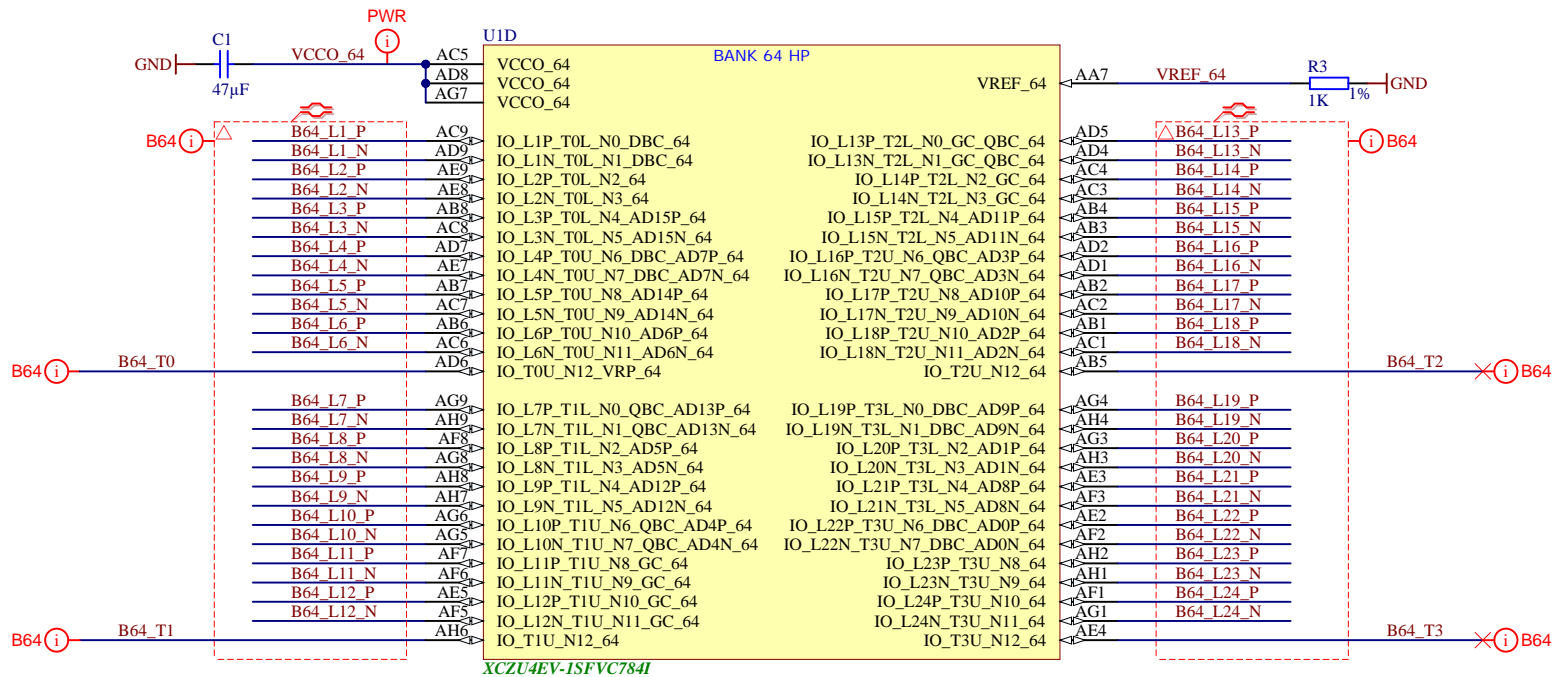 PWR
U1D
C1
GND
VCCO_64
47µF
BANK 64 HP
AC5 VCCO_64
AD8 VCCO_64
AG7 VCCO_64
VREF_64 AA7 VREF_64
R3
1K
1%
GND
B64
B64_L1_P AC9 IO_L1P_T0L_N0_DBC_64
B64_L1_N AD9 IO_L1N_T0L_N1_DBC_64
B64_L2_P AE9 IO_L2P_T0L_N2_64
B64_L2_N AE8 IO_L2N_T0L_N3_64
B64_L3_P AB8 IO_L3P_T0L_N4_AD15P_64
B64_L3_N AC8 IO_L3N_T0L_N5_AD15N_64
B64_L4_P AD7 IO_L4P_T0U_N6_DBC_AD7P_64
B64_L4_N AE7 IO_L4N_T0U_N7_DBC_AD7N_64
B64_L5_P AB7 IO_L5P_T0U_N8_AD14P_64
B64_L5_N AC7 IO_L5N_T0U_N9_AD14N_64
B64_L6_P AB6 IO_L6P_T0U_N10_AD6P_64
B64_L6_N AC6 IO_L6N_T0U_N11_AD6N_64
B64 B64_T0 AD6 IO_T0U_N12_VRP_64
B64_L7_P AG9 IO_L7P_T1L_N0_QBC_AD13P_64
B64_L7_N AH9 IO_L7N_T1L_N1_QBC_AD13N_64
B64_L8_P AF8 IO_L8P_T1L_N2_AD5P_64
B64_L8_N AG8 IO_L8N_T1L_N3_AD5N_64
B64_L9_P AH8 IO_L9P_T1L_N4_AD12P_64
B64_L9_N AH7 IO_L9N_T1L_N5_AD12N_64
B64_L10_P AG6 IO_L10P_T1U_N6_QBC_AD4P_64
B64_L10_N AG5 IO_L10N_T1U_N7_QBC_AD4N_64
B64_L11_P AF7 IO_L11P_T1U_N8_GC_64
B64_L11_N AF6 IO_L11N_T1U_N9_GC_64
B64_L12_P AE5 IO_L12P_T1U_N10_GC_64
B64_L12_N AF5 IO_L12N_T1U_N11_GC_64
B64 B64_T1 AH6 IO_T1U_N12_64
IO_L13P_T2L_N0_GC_QBC_64 AD5 B64_L13_P
B64
IO_L13N_T2L_N1_GC_QBC_64 AD4 B64_L13_N
IO_L14P_T2L_N2_GC_64 AC4 B64_L14_P
IO_L14N_T2L_N3_GC_64 AC3 B64_L14_N
IO_L15P_T2L_N4_AD11P_64 AB4 B64_L15_P
IO_L15N_T2L_N5_AD11N_64 AB3 B64_L15_N
IO_L16P_T2U_N6_QBC_AD3P_64 AD2 B64_L16_P
IO_L16N_T2U_N7_QBC_AD3N_64 AD1 B64_L16_N
IO_L17P_T2U_N8_AD10P_64 AB2 B64_L17_P
IO_L17N_T2U_N9_AD10N_64 AC2 B64_L17_N
IO_L18P_T2U_N10_AD2P_64 AB1 B64_L18_P
IO_L18N_T2U_N11_AD2N_64 AC1 B64_L18_N
IO_T2U_N12_64 AB5 B64_T2 B64
IO_L19P_T3L_N0_DBC_AD9P_64 AG4 B64_L19_P
IO_L19N_T3L_N1_DBC_AD9N_64 AH4 B64_L19_N
IO_L20P_T3L_N2_AD1P_64 AG3 B64_L20_P
IO_L20N_T3L_N3_AD1N_64 AH3 B64_L20_N
IO_L21P_T3L_N4_AD8P_64 AE3 B64_L21_P
IO_L21N_T3L_N5_AD8N_64 AF3 B64_L21_N
IO_L22P_T3U_N6_DBC_AD0P_64 AE2 B64_L22_P
IO_L22N_T3U_N7_DBC_AD0N_64 AF2 B64_L22_N
IO_L23P_T3U_N8_64 AH2 B64_L23_P
IO_L23N_T3U_N9_64 AH1 B64_L23_N
IO_L24P_T3U_N10_64 AF1 B64_L24_P
IO_L24N_T3U_N11_64 AG1 B64_L24_N
IO_T3U_N12_64 AE4 B64_T3 B64
XCZU4EV-1SFVC784I